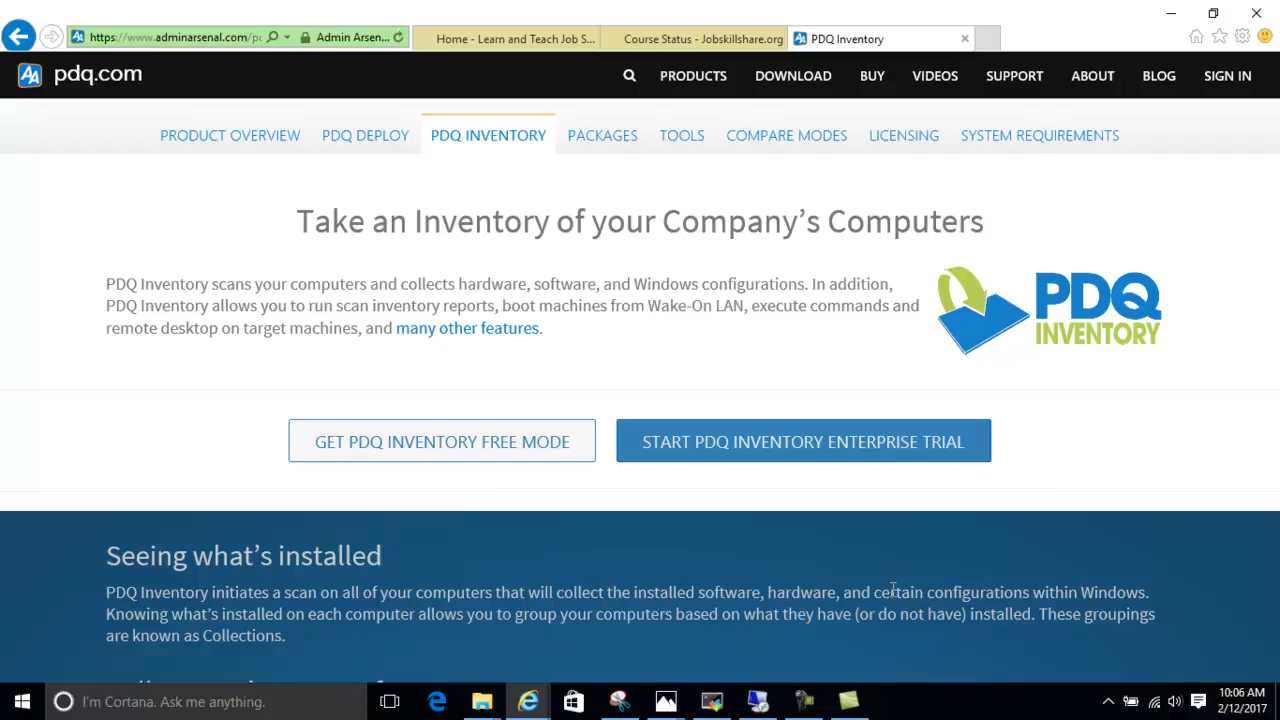 https://www.adminarsenal.com/p
Admin Arsen...
Home - Learn and Teach Job S...
Course Status - Jobskillshare.org
PDQ Inventory
pdq.com
PRODUCTS DOWNLOAD BUY VIDEOS SUPPORT ABOUT BLOG SIGN IN
PRODUCT OVERVIEW PDQ DEPLOY PDQ INVENTORY PACKAGES TOOLS COMPARE MODES LICENSING SYSTEM REQUIREMENTS
Take an Inventory of your Company’s Computers
PDQ Inventory scans your computers and collects hardware, software, and Windows configurations. In addition,
PDQ Inventory allows you to run scan inventory reports, boot machines from Wake-On LAN, execute commands and
remote desktop on target machines, and many other features.
PDQ
INVENTORY
GET PDQ INVENTORY FREE MODE
START PDQ INVENTORY ENTERPRISE TRIAL
Seeing what’s installed
PDQ Inventory initiates a scan on all of your computers that will collect the installed software, hardware, and certain configurations within Windows.
Knowing what’s installed on each computer allows you to group your computers based on what they have (or do not have) installed. These groupings
are known as Collections.
I'm Cortana. Ask me anything.
10:06 AM
2/12/2017